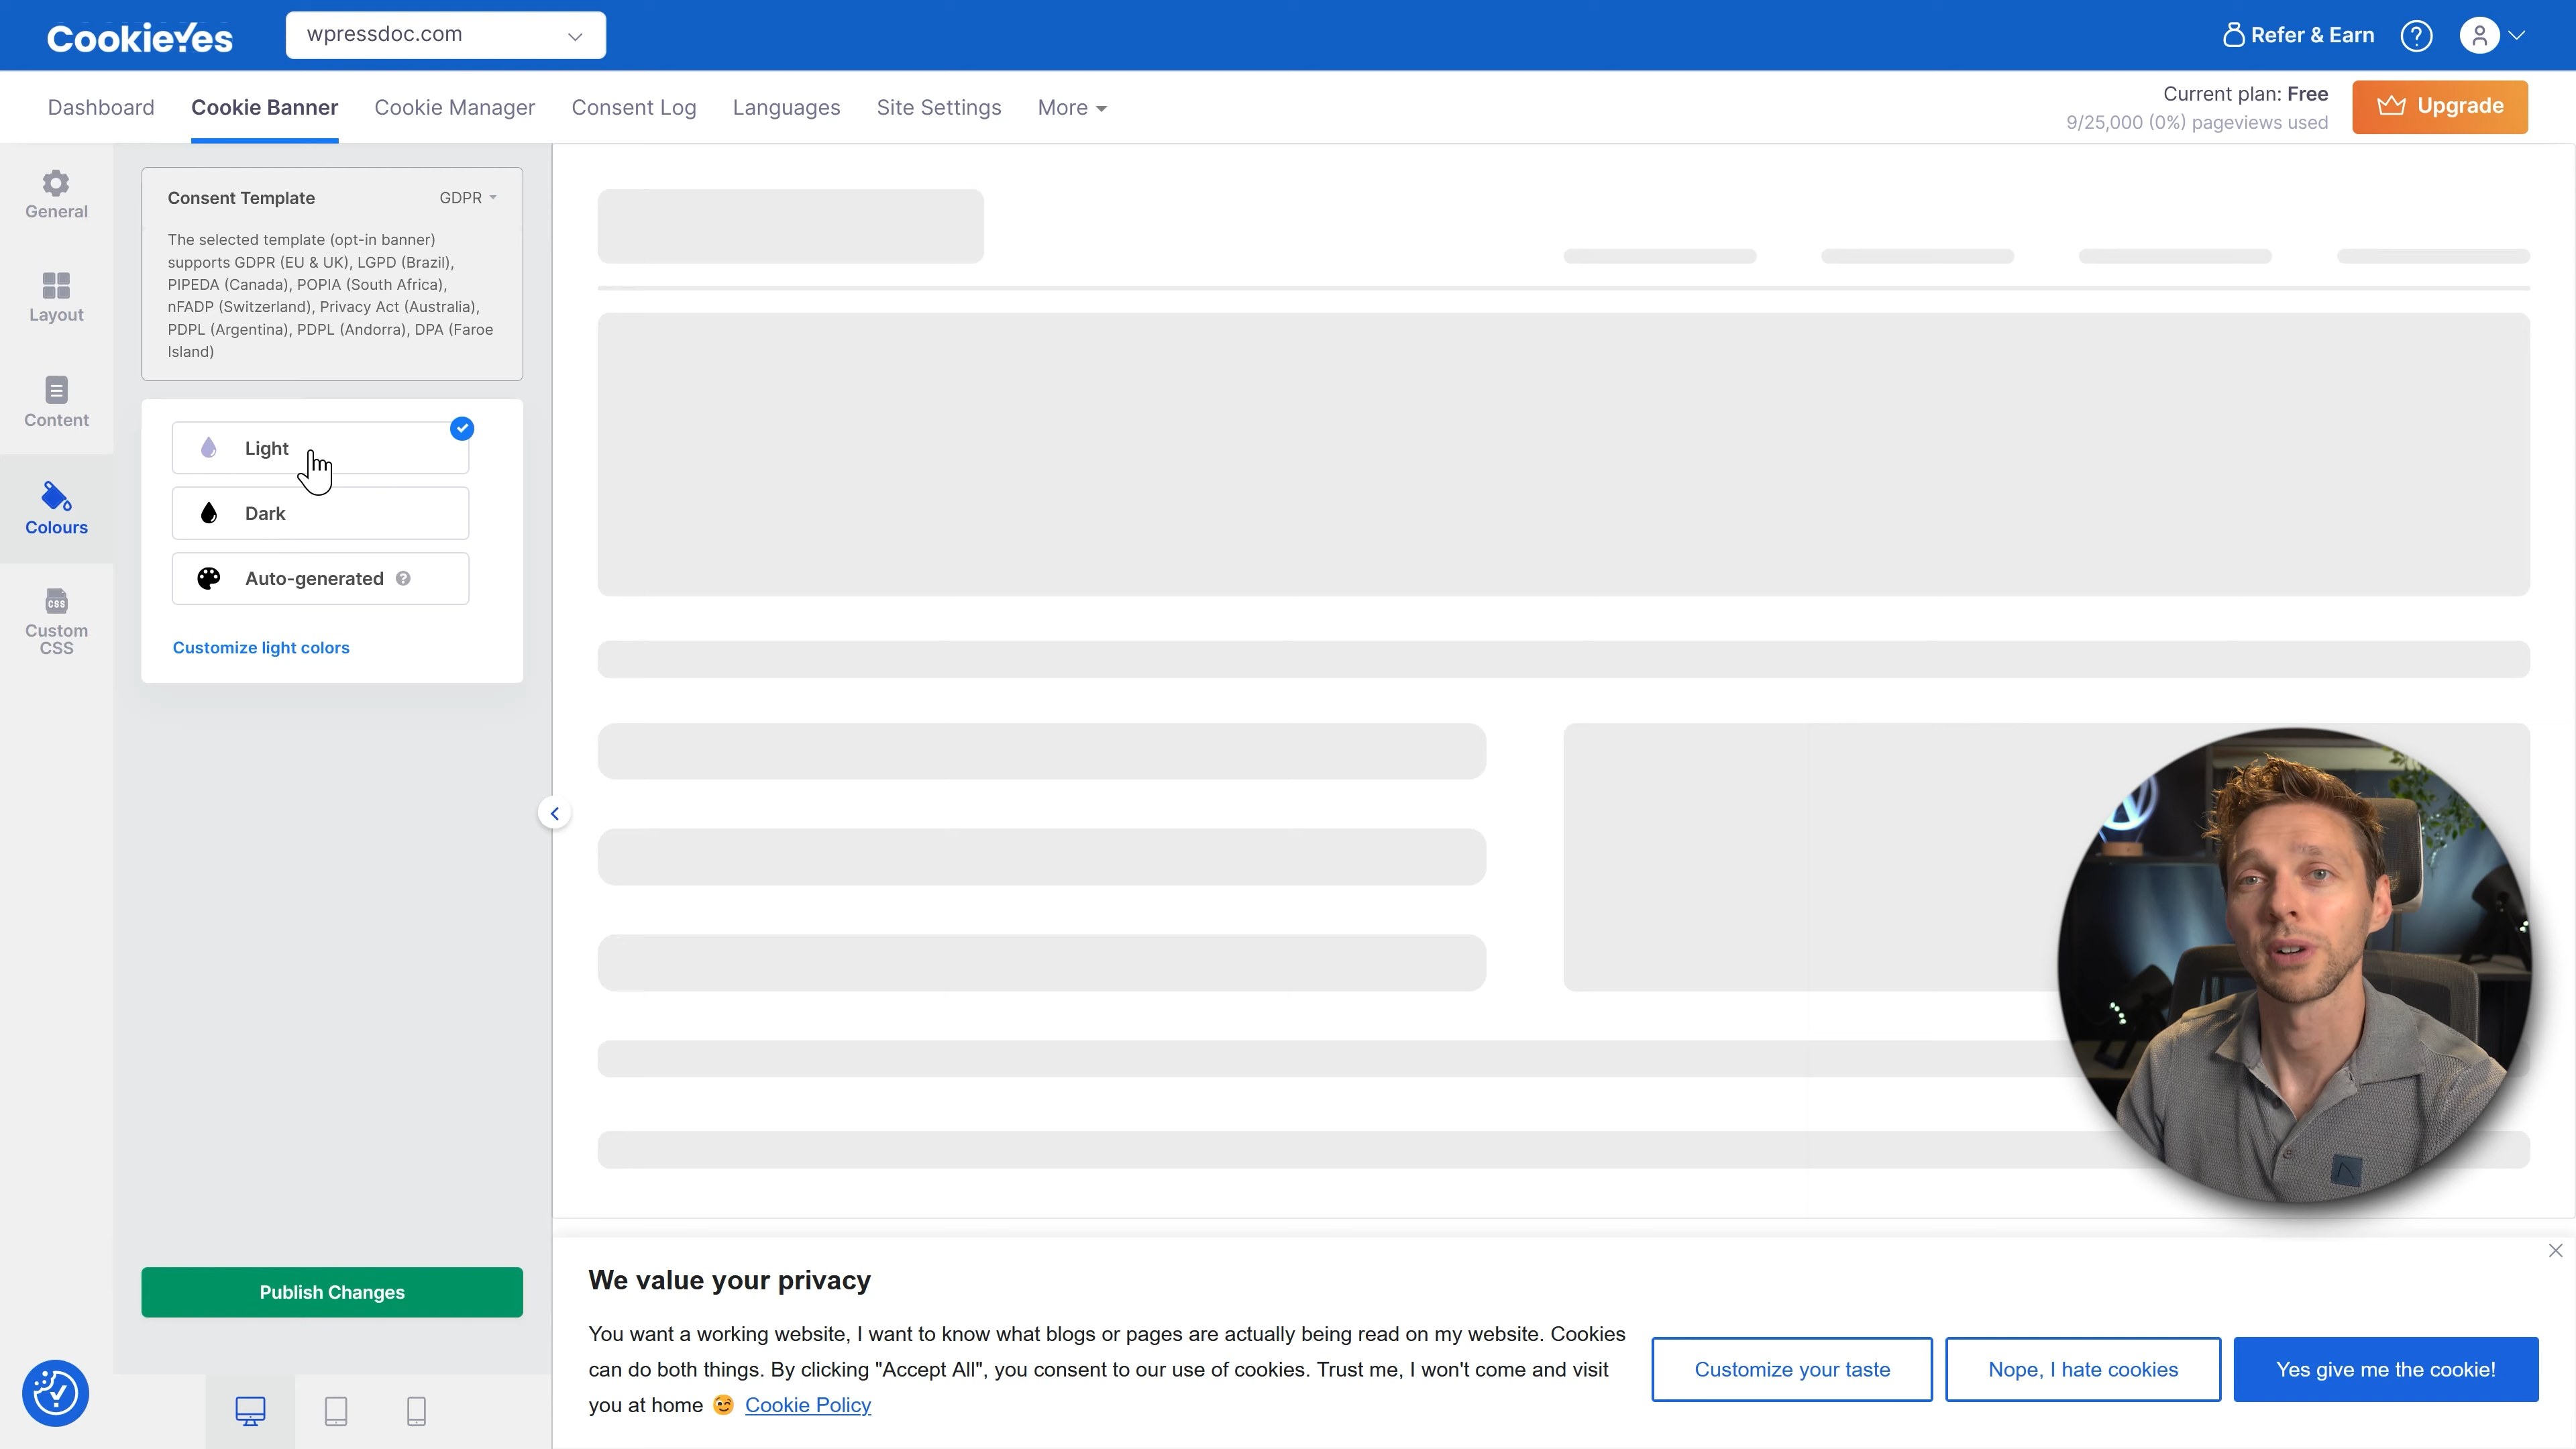 CookieYes
wpressdoc.com
Refer & Earn
Dashboard
Cookie Banner
Cookie Manager
Consent Log
Languages
Site Settings
More
Current plan: Free
9/25,000 (0%) pageviews used
Upgrade
General
Layout
Content
Colours
CSS
Custom
CSS
Consent Template
GDPR
The selected template (opt-in banner)
supports GDPR (EU & UK), LGPD (Brazil),
PIPEDA (Canada), POPIA (South Africa),
nFADP (Switzerland), Privacy Act (Australia),
PDPL (Argentina), PDPL (Andorra), DPA (Faroe
Island)
Light
Dark
Auto-generated
Customize light colors
Publish Changes
We value your privacy
You want a working website, I want to know what blogs or pages are actually being read on my website. Cookies
can do both things. By clicking "Accept All", you consent to our use of cookies. Trust me, I won't come and visit
you at home 😉 Cookie Policy
Customize your taste
Nope, I hate cookies
Yes give me the cookie!